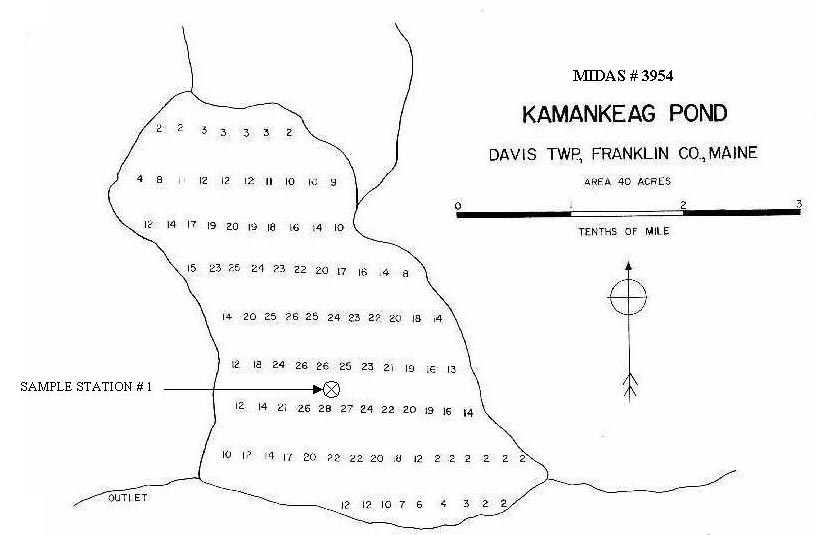 MIDAS # 3954
KAMANKEAG POND
DAVIS TWP., FRANKLIN CO., MAINE
AREA 40 ACRES
0 1 2 3
TENTHS OF MILE
2 2 3 3 3 3 2
4 8 11 12 12 12 11 10 10 9
12 14 17 19 20 19 18 16 14 10
15 23 25 24 23 22 20 17 16 14 8
14 20 25 26 25 24 23 22 20 18 14
12 18 24 26 26 25 23 21 19 16 13
SAMPLE STATION # 1
12 14 21 26 28 27 24 22 20 19 16 14
10 12 14 17 20 22 22 20 18 12 2 2 2 2 2 2
OUTLET
12 12 10 7 6 4 3 2 2